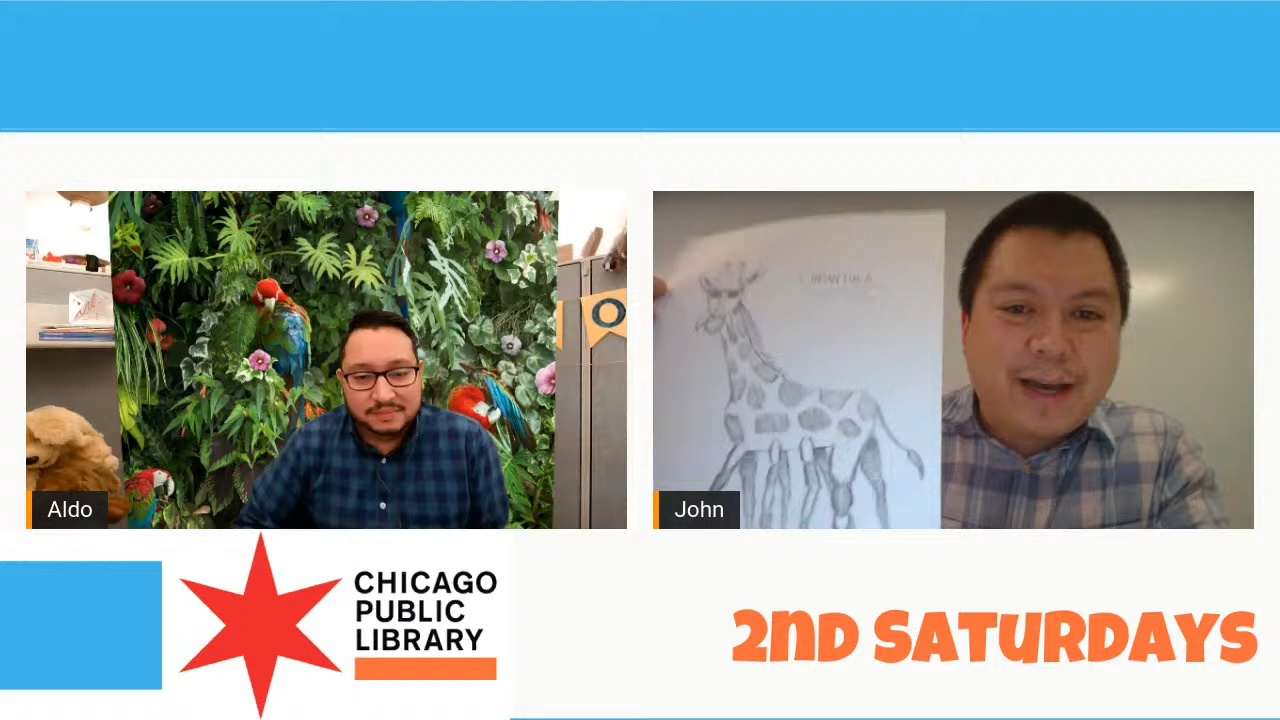 O
Aldo
John
CHICAGO
PUBLIC
LIBRARY
2ND SATURDAYS